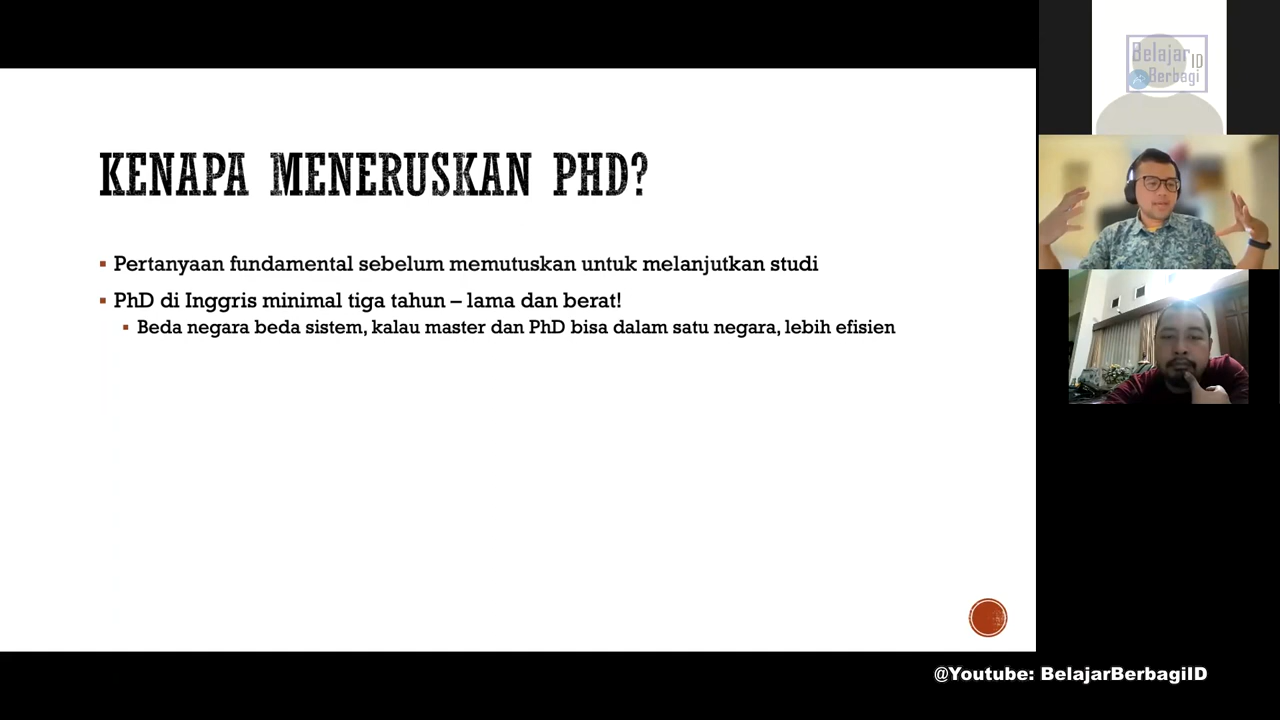 KENAPA MENERUSKAN PHD?
Pertanyaan fundamental sebelum memutuskan untuk melanjutkan studi
PhD di Inggris minimal tiga tahun – lama dan berat!
Beda negara beda sistem, kalau master dan PhD bisa dalam satu negara, lebih efisien
Belajar ID
Berbagi
@Youtube: BelajarBerbagiID